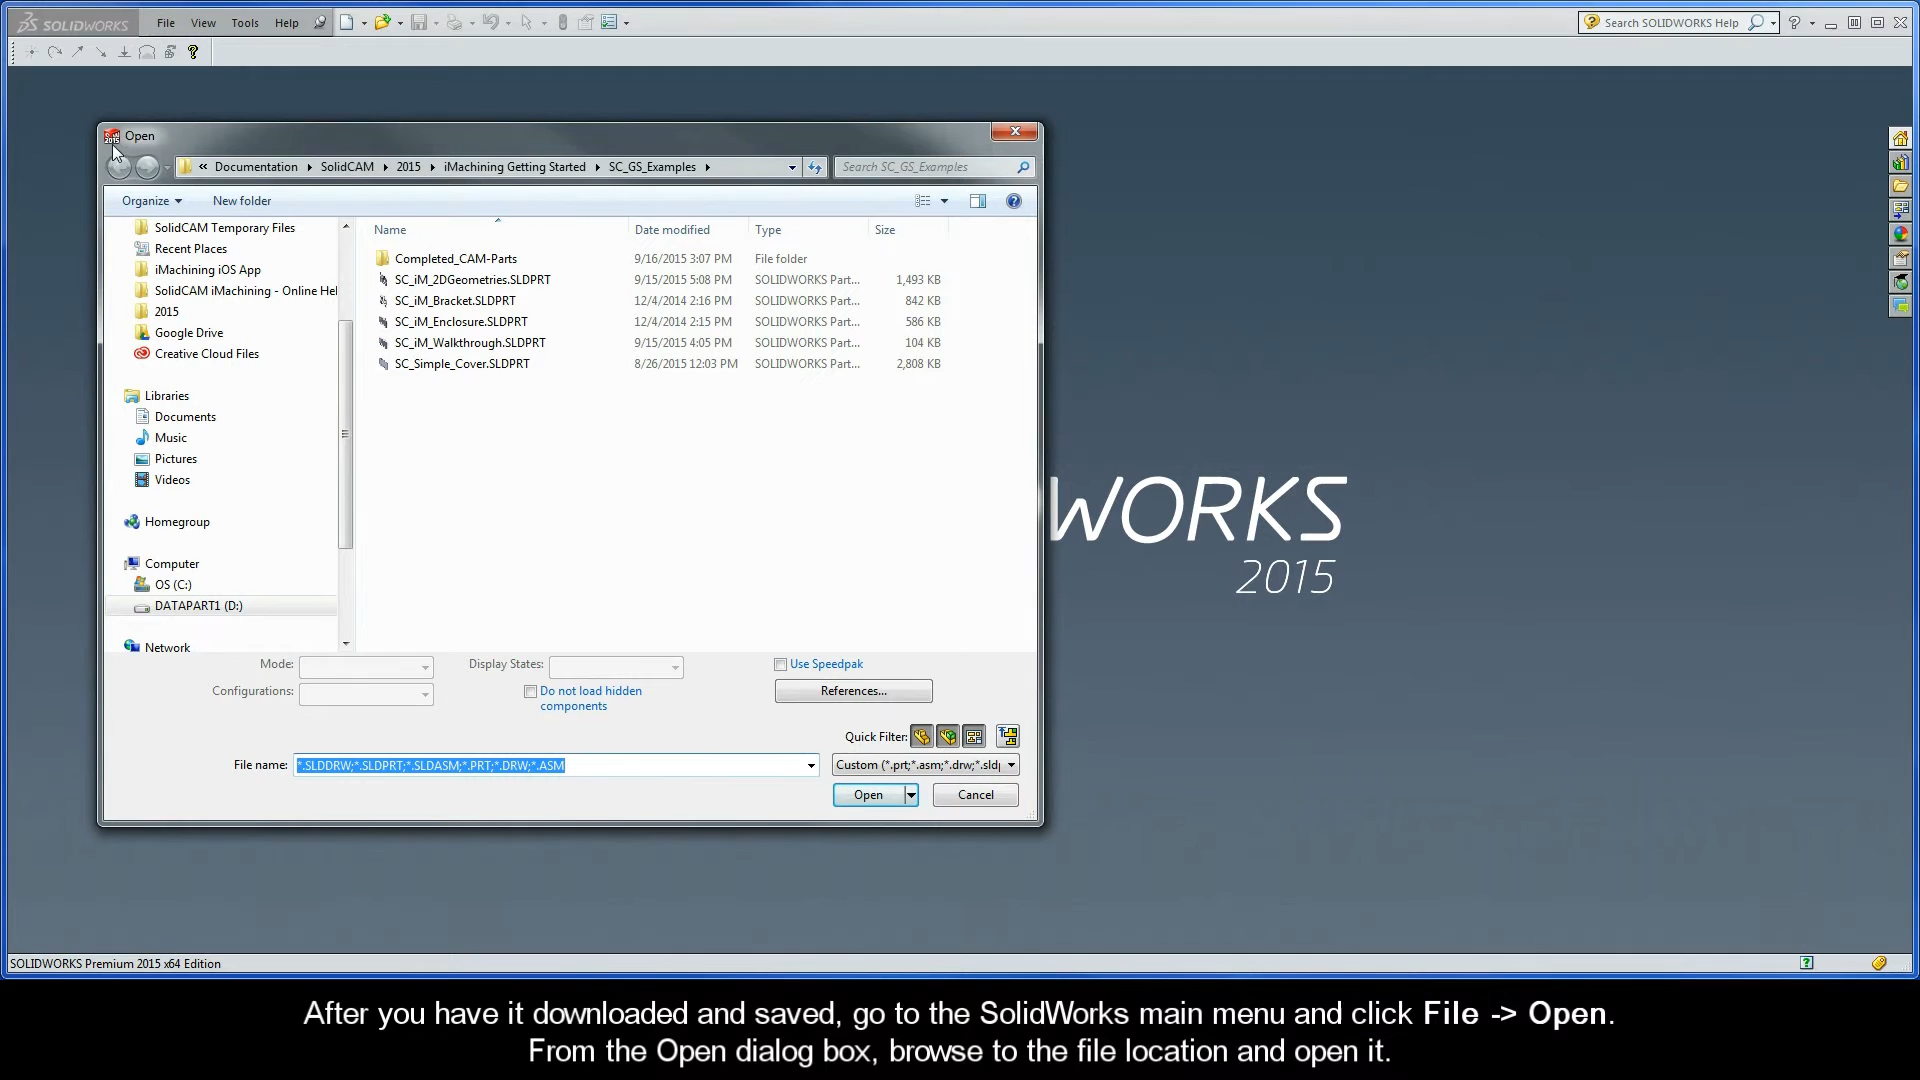 SOLIDWORKS File View Tools Help Search SOLIDWORKS Help
Open
Documentation SolidCAM 2015 iMachining Getting Started SC_GS_Examples Search SC_GS_Examples
Organize New folder
Name Date modified Type Size
SolidCAM Temporary Files
Recent Places
iMachining iOS App
SolidCAM iMachining - Online Hel
2015
Google Drive
Creative Cloud Files
Libraries
Documents
Music
Pictures
Videos
Homegroup
Computer
OS (C:)
DATAPART1 (D:)
Network
Completed_CAM-Parts 9/16/2015 3:07 PM File folder
SC_iM_2DGeometries.SLDPRT 9/15/2015 5:08 PM SOLIDWORKS Part... 1,493 KB
SC_iM_Bracket.SLDPRT 12/4/2014 2:16 PM SOLIDWORKS Part... 842 KB
SC_iM_Enclosure.SLDPRT 12/4/2014 2:15 PM SOLIDWORKS Part... 586 KB
SC_iM_Walkthrough.SLDPRT 9/15/2015 4:05 PM SOLIDWORKS Part... 104 KB
SC_Simple_Cover.SLDPRT 8/26/2015 12:03 PM SOLIDWORKS Part... 2,808 KB
WORKS
2015
Mode: Display States: Use Speedpak
Configurations: Do not load hidden components References...
Quick Filter:
File name: *.SLDDRW;*.SLDPRT;*.SLDASM;*.PRT;*.DRW;*.ASM Custom (*.prt;*.asm;*.drw;*.sldp
Open Cancel
SOLIDWORKS Premium 2015 x64 Edition
After you have it downloaded and saved, go to the SolidWorks main menu and click File -> Open.
From the Open dialog box, browse to the file location and open it.